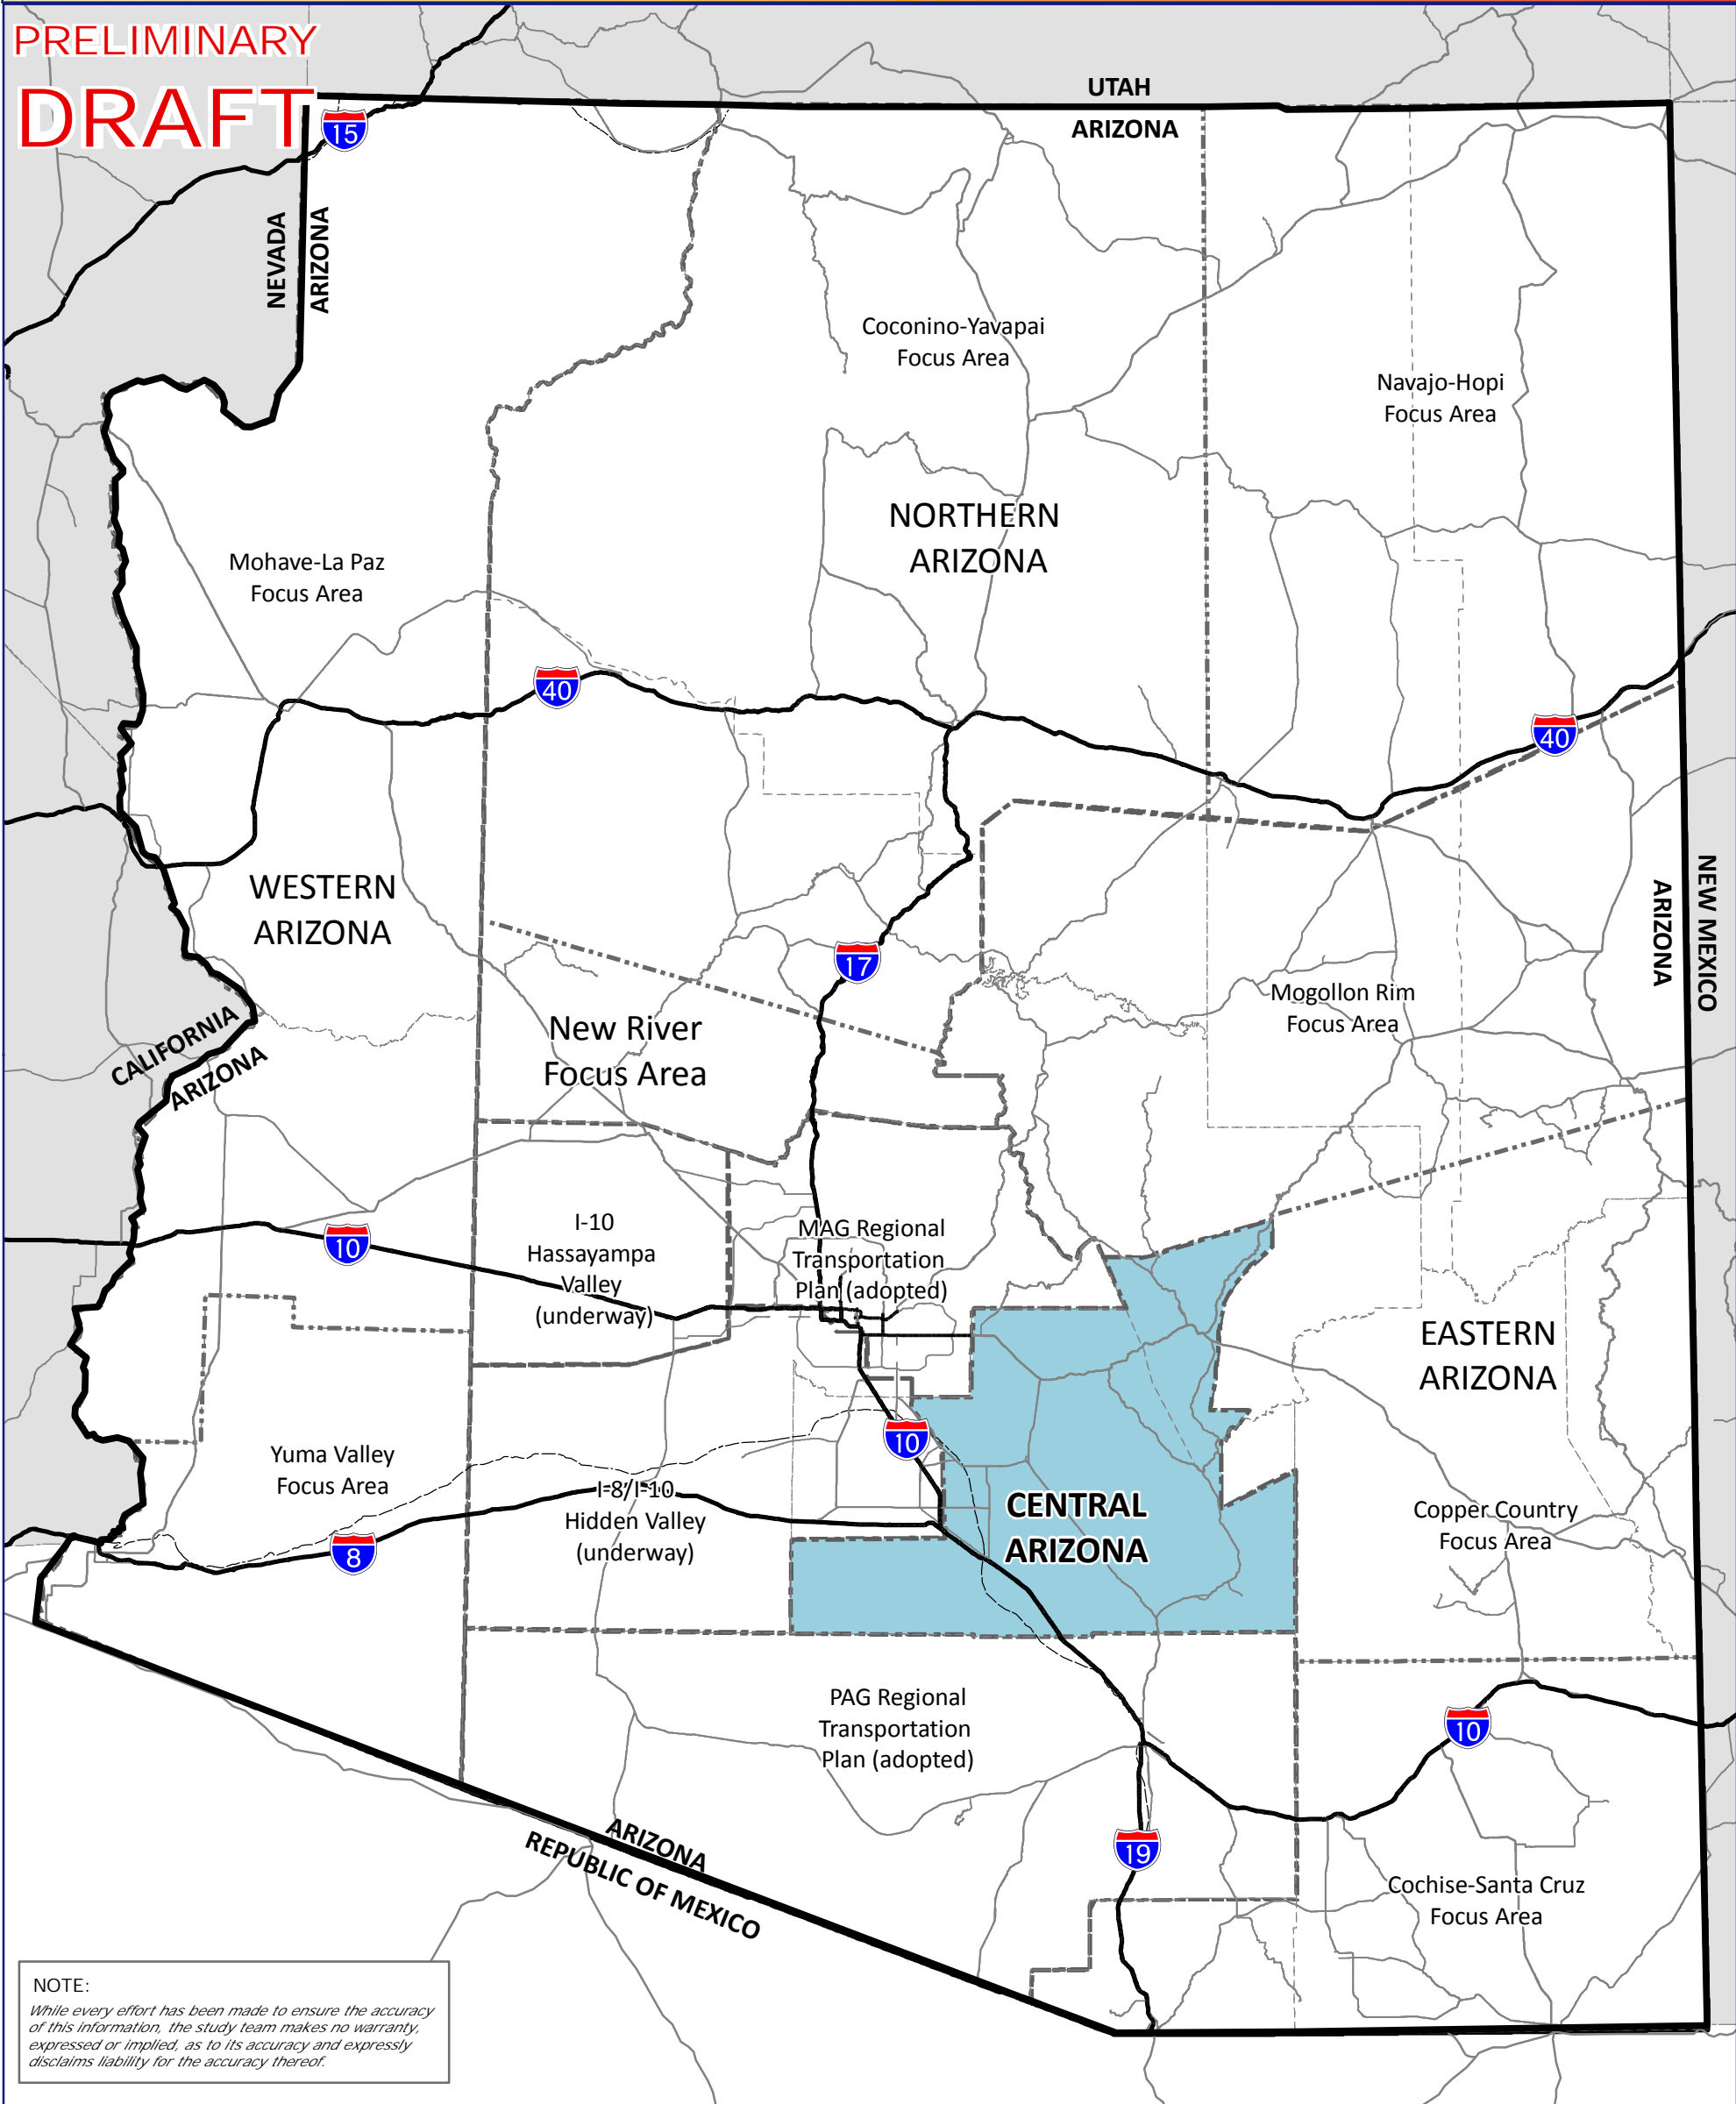 PRELIMINARY
DRAFT
UTAH
ARIZONA
15
NEVADA
ARIZONA
Coconino-Yavapai
Focus Area
Navajo-Hopi
Focus Area
NORTHERN
ARIZONA
Mohave-La Paz
Focus Area
40
40
WESTERN
ARIZONA
NEW MEXICO
ARIZONA
17
Mogollon Rim
Focus Area
New River
Focus Area
CALIFORNIA
ARIZONA
I-10
Hassayampa
Valley
(underway)
MAG Regional
Transportation
Plan (adopted)
10
EASTERN
ARIZONA
10
Yuma Valley
Focus Area
I-8/I-10
Hidden Valley
(underway)
CENTRAL
ARIZONA
Copper Country
Focus Area
8
PAG Regional
Transportation
Plan (adopted)
10
ARIZONA
REPUBLIC OF MEXICO
19
Cochise-Santa Cruz
Focus Area
NOTE:
While every effort has been made to ensure the accuracy
of this information, the study team makes no warranty,
expressed or implied, as to its accuracy and expressly
disclaims liability for the accuracy thereof.